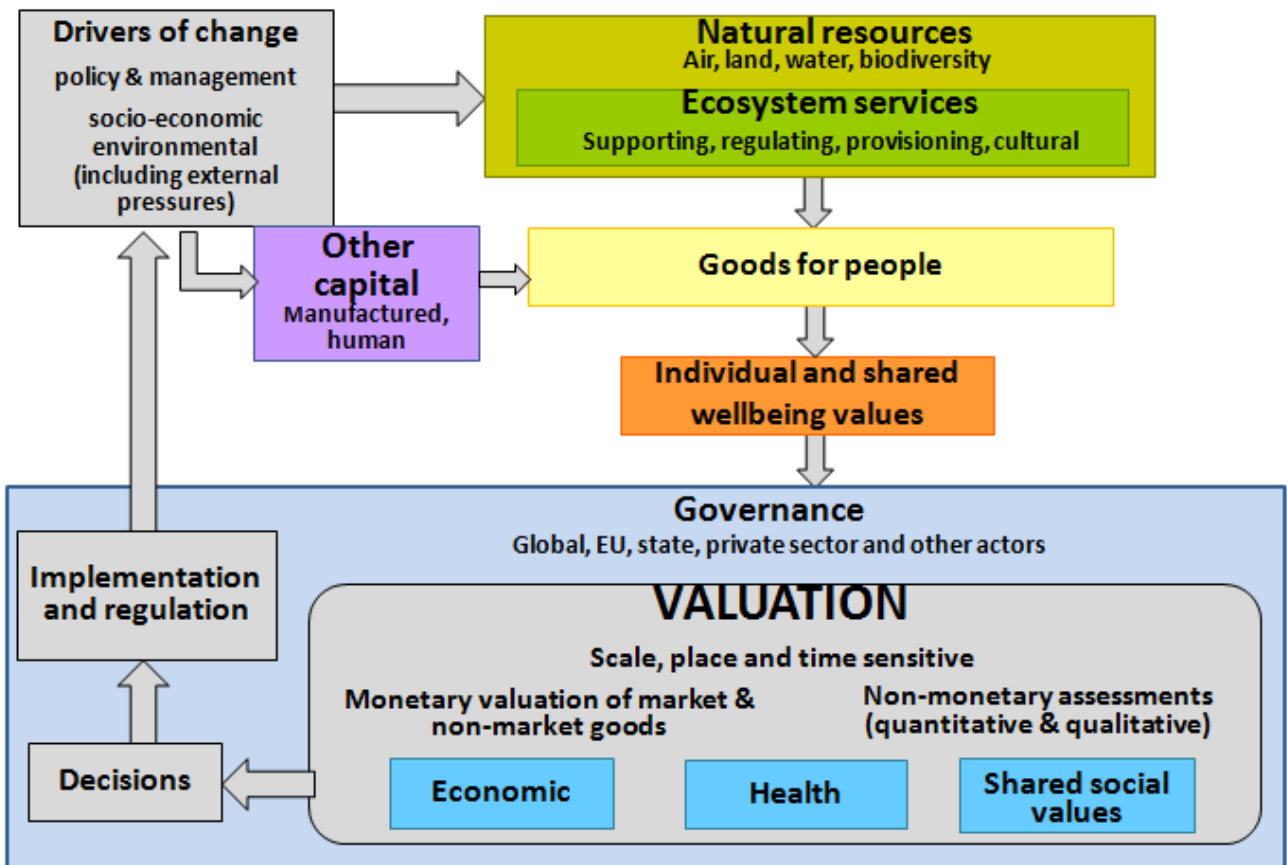 Drivers of change
policy & management
socio-economic
environmental
(including external
pressures)
Natural resources
Air, land, water, biodiversity
Ecosystem services
Supporting, regulating, provisioning, cultural
Other
capital
Manufactured,
human
Goods for people
Individual and shared
wellbeing values
Governance
Global, EU, state, private sector and other actors
Implementation
and regulation
VALUATION
Scale, place and time sensitive
Monetary valuation of market &
non-market goods
Non-monetary assessments
(quantitative & qualitative)
Decisions
Economic
Health
Shared social
values